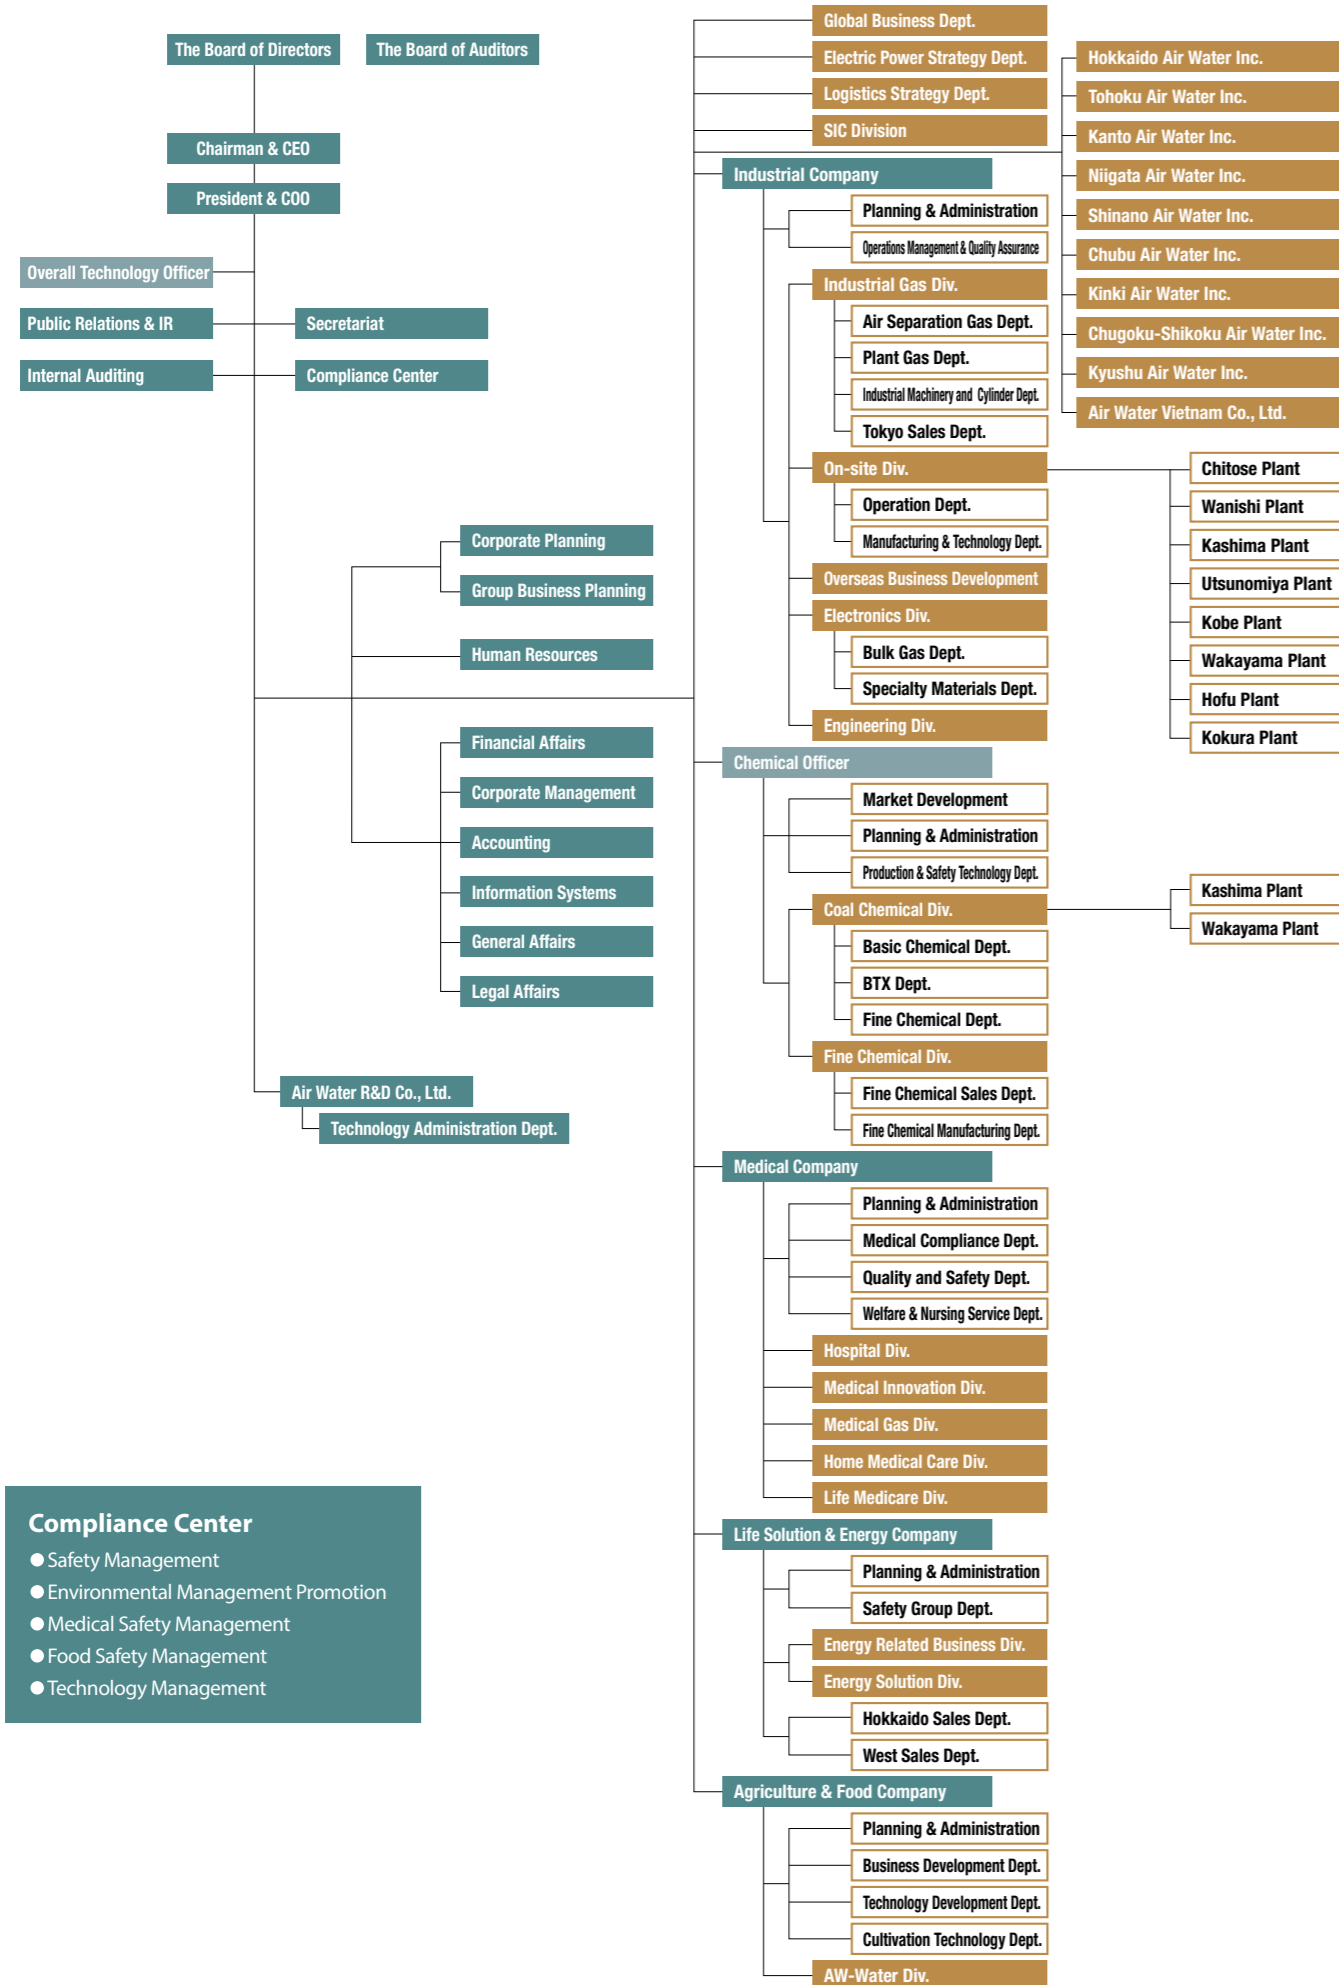 The Board of Directors
The Board of Auditors
Chairman & CEO
President & COO
Overall Technology Officer
Public Relations & IR
Secretariat
Internal Auditing
Compliance Center
Corporate Planning
Group Business Planning
Human Resources
Financial Affairs
Corporate Management
Accounting
Information Systems
General Affairs
Legal Affairs
Air Water R&D Co., Ltd.
Technology Administration Dept.
Compliance Center
● Safety Management
● Environmental Management Promotion
● Medical Safety Management
● Food Safety Management
● Technology Management
Global Business Dept.
Electric Power Strategy Dept.
Logistics Strategy Dept.
SIC Division
Industrial Company
Planning & Administration
Operations Management & Quality Assurance
Industrial Gas Div.
Air Separation Gas Dept.
Plant Gas Dept.
Industrial Machinery and Cylinder Dept.
Tokyo Sales Dept.
On-site Div.
Operation Dept.
Manufacturing & Technology Dept.
Overseas Business Development
Electronics Div.
Bulk Gas Dept.
Specialty Materials Dept.
Engineering Div.
Chemical Officer
Market Development
Planning & Administration
Production & Safety Technology Dept.
Coal Chemical Div.
Basic Chemical Dept.
BTX Dept.
Fine Chemical Dept.
Fine Chemical Div.
Fine Chemical Sales Dept.
Fine Chemical Manufacturing Dept.
Medical Company
Planning & Administration
Medical Compliance Dept.
Quality and Safety Dept.
Welfare & Nursing Service Dept.
Hospital Div.
Medical Innovation Div.
Medical Gas Div.
Home Medical Care Div.
Life Medicare Div.
Life Solution & Energy Company
Planning & Administration
Safety Group Dept.
Energy Related Business Div.
Energy Solution Div.
Hokkaido Sales Dept.
West Sales Dept.
Agriculture & Food Company
Planning & Administration
Business Development Dept.
Technology Development Dept.
Cultivation Technology Dept.
AW-Water Div.
Hokkaido Air Water Inc.
Tohoku Air Water Inc.
Kanto Air Water Inc.
Niigata Air Water Inc.
Shinano Air Water Inc.
Chubu Air Water Inc.
Kinki Air Water Inc.
Chugoku-Shikoku Air Water Inc.
Kyushu Air Water Inc.
Air Water Vietnam Co., Ltd.
Chitose Plant
Wanishi Plant
Kashima Plant
Utsunomiya Plant
Kobe Plant
Wakayama Plant
Hofu Plant
Kokura Plant
Kashima Plant
Wakayama Plant